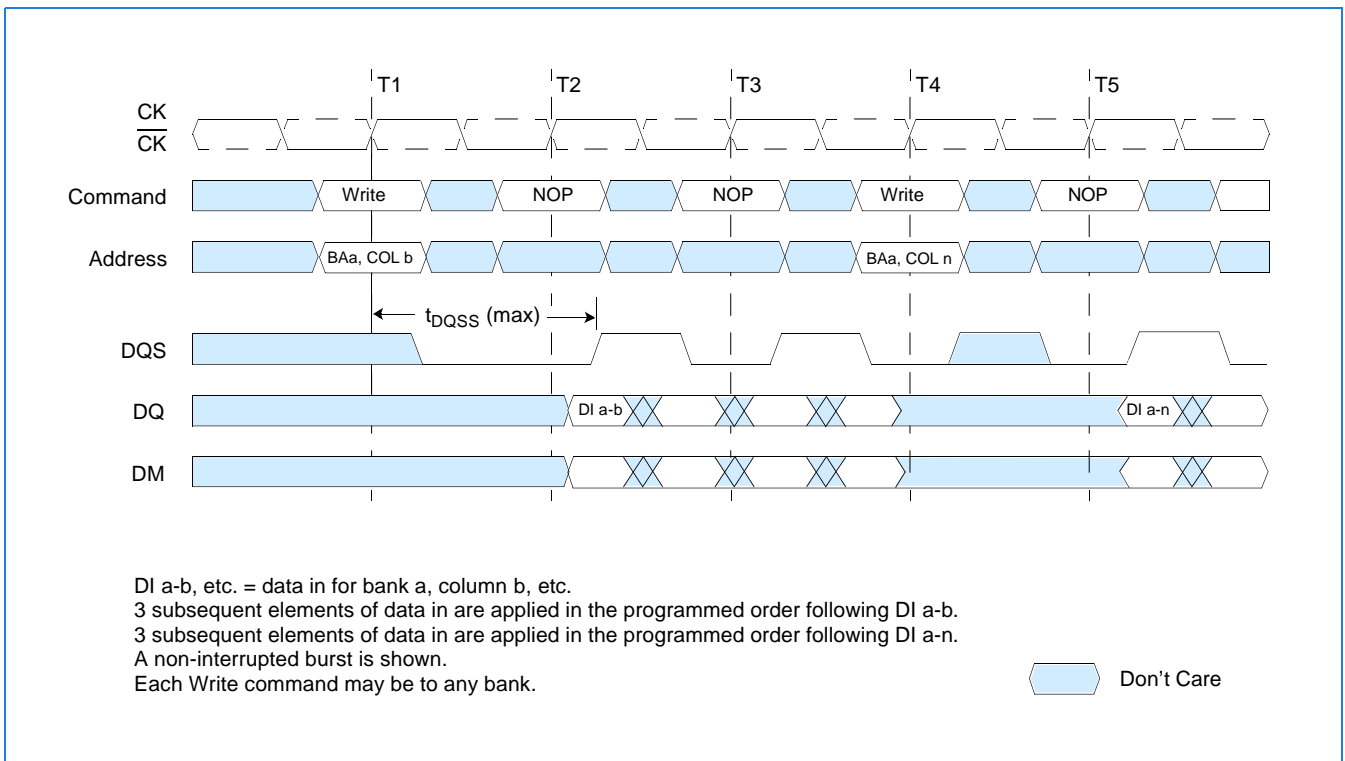 T1 T2 T3 T4 T5
CK
CK
Command Write NOP NOP Write NOP
Address BAa, COL b BAa, COL n
tDQSS (max)
DQS
DQ DI a-b DI a-n
DM
DI a-b, etc. = data in for bank a, column b, etc.
3 subsequent elements of data in are applied in the programmed order following DI a-b.
3 subsequent elements of data in are applied in the programmed order following DI a-n.
A non-interrupted burst is shown.
Each Write command may be to any bank.
Don't Care